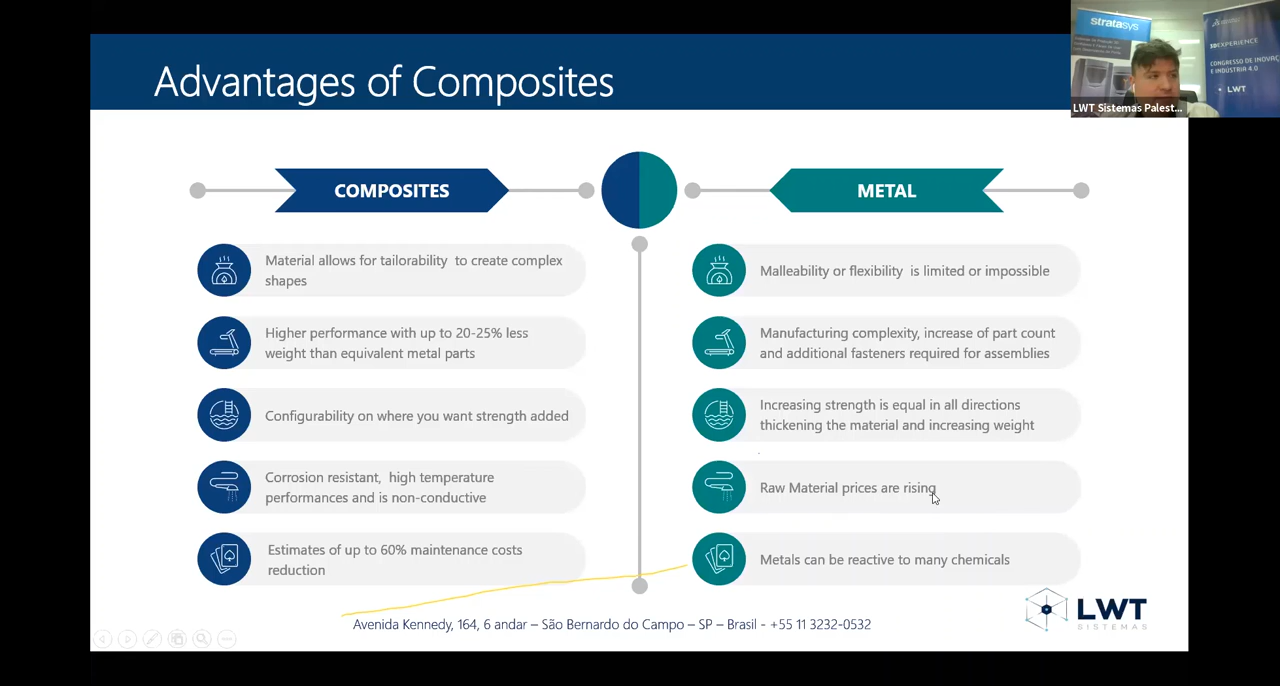 Advantages of Composites
stratasys
3DEXPERIENCE
CONGRESSO DE INOVAÇ
E INDÚSTRIA 4.0
LWT
LWT Sistemas Palest...
COMPOSITES
METAL
Material allows for tailorability to create complex
shapes
Malleability or flexibility is limited or impossible
Higher performance with up to 20-25% less
weight than equivalent metal parts
Manufacturing complexity, increase of part count
and additional fasteners required for assemblies
Configurability on where you want strength added
Increasing strength is equal in all directions
thickening the material and increasing weight
Corrosion resistant, high temperature
performances and is non-conductive
Raw Material prices are rising
Estimates of up to 60% maintenance costs
reduction
Metals can be reactive to many chemicals
LWT
SISTEMAS
Avenida Kennedy, 164, 6 andar – São Bernardo do Campo – SP – Brasil - +55 11 3232-0532